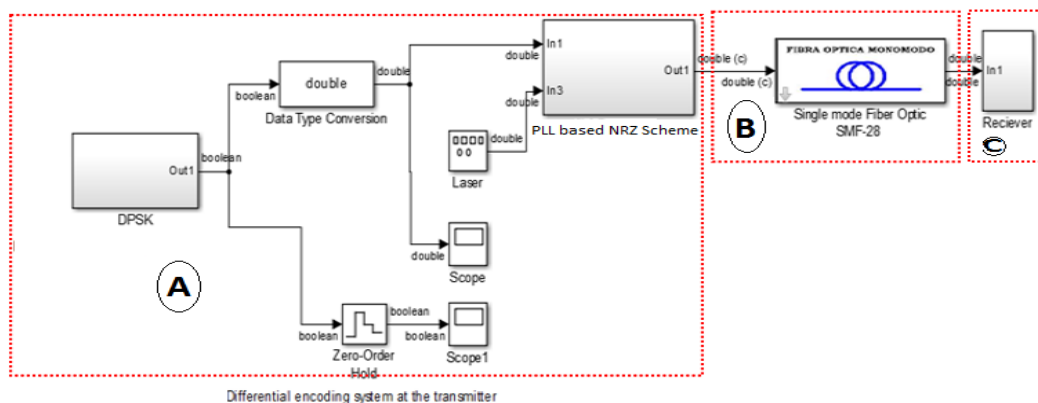 In1
double
In3
double
Out1
PLL based NRZ Scheme
double (c)
double (c)
FIBRA OPTICA MONOMODO
Single mode Fiber Optic
SMF-28
double
double
In1
Reciever
C
B
boolean
double
double
Data Type Conversion
double
Laser
boolean
Out1
DPSK
A
double
Scope
boolean
boolean
boolean
Zero-Order
Hold
Scope1
Differential encoding system at the transmitter